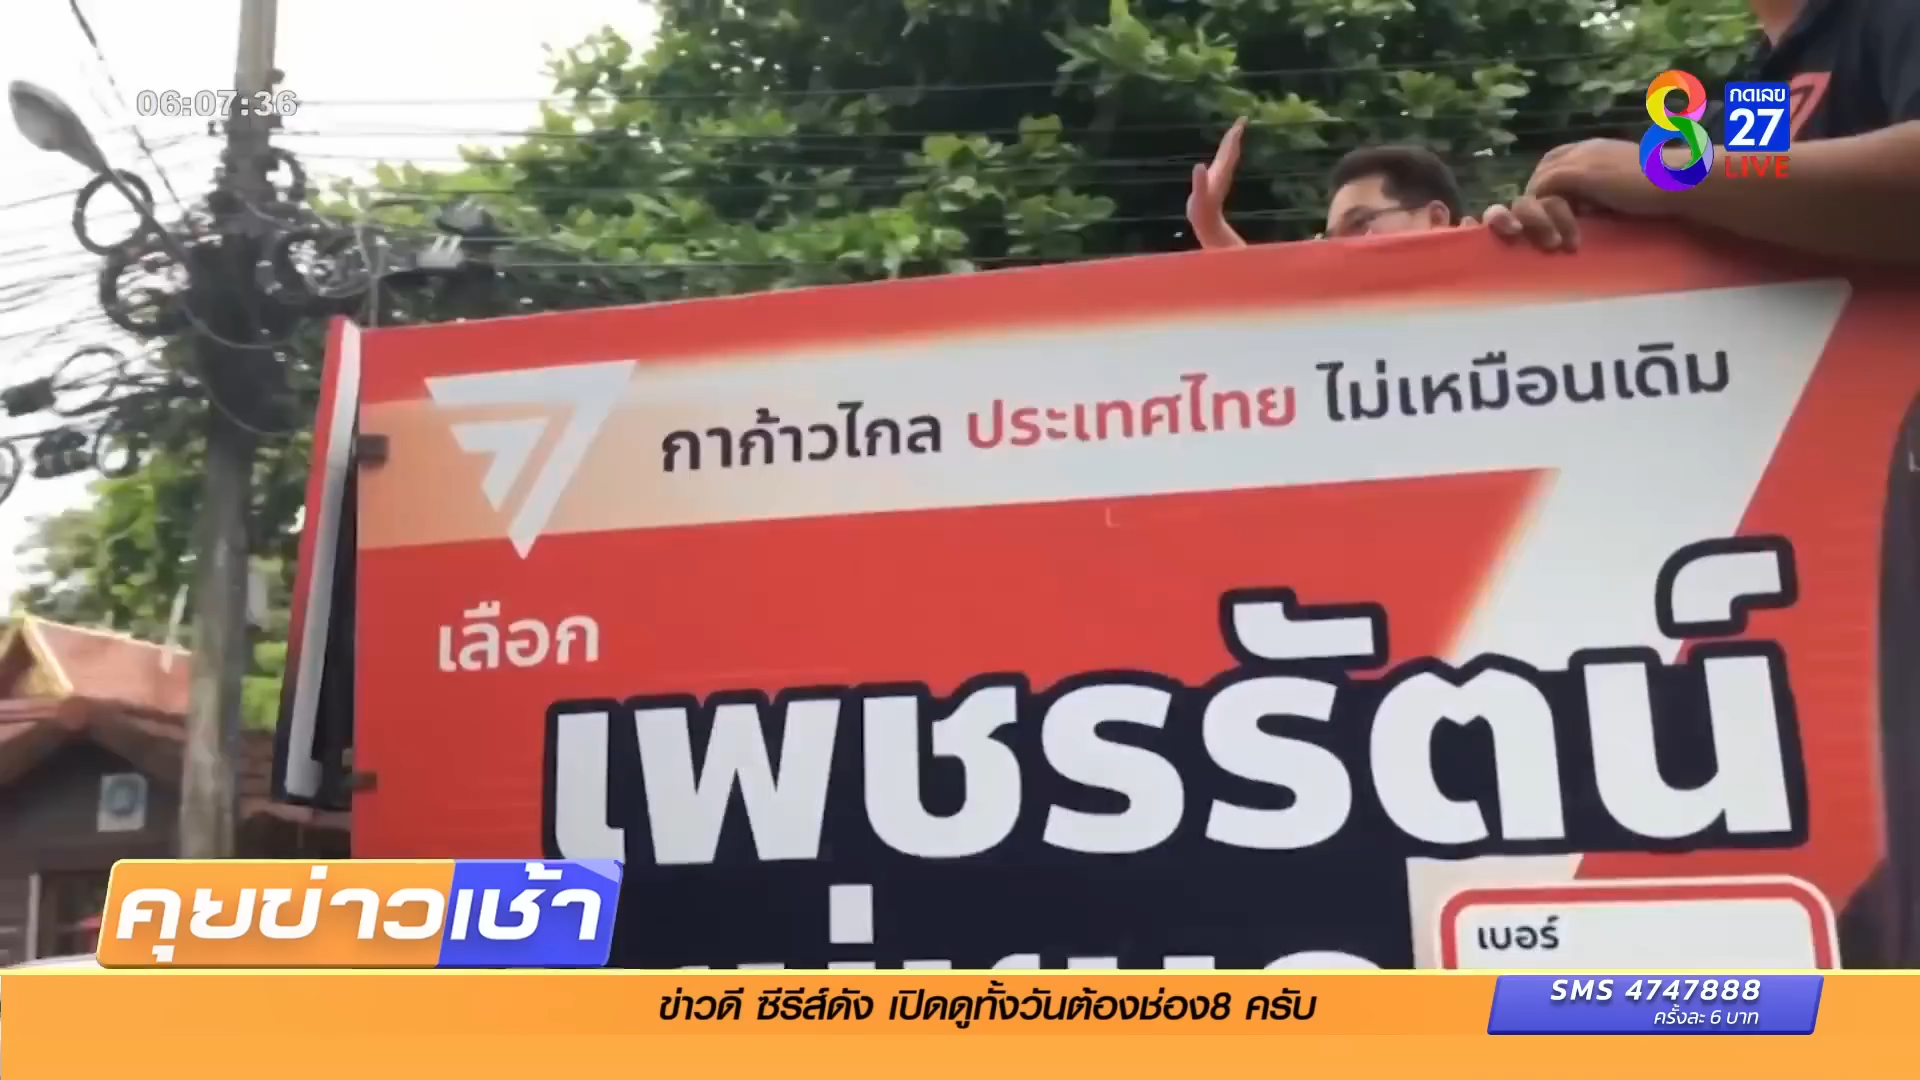 06:07:36
กดเลข
27
LIVE
กาก้าวไกล ประเทศไทย ไม่เหมือนเดิม
เลือก
เพชรรัตน์
เบอร์
คุยข่าวเช้า
ข่าวดี ซีรีส์ดัง เปิดดูทั้งวันต้องช่อง8 ครับ
SMS 4747888
ครั้งละ 6 บาท